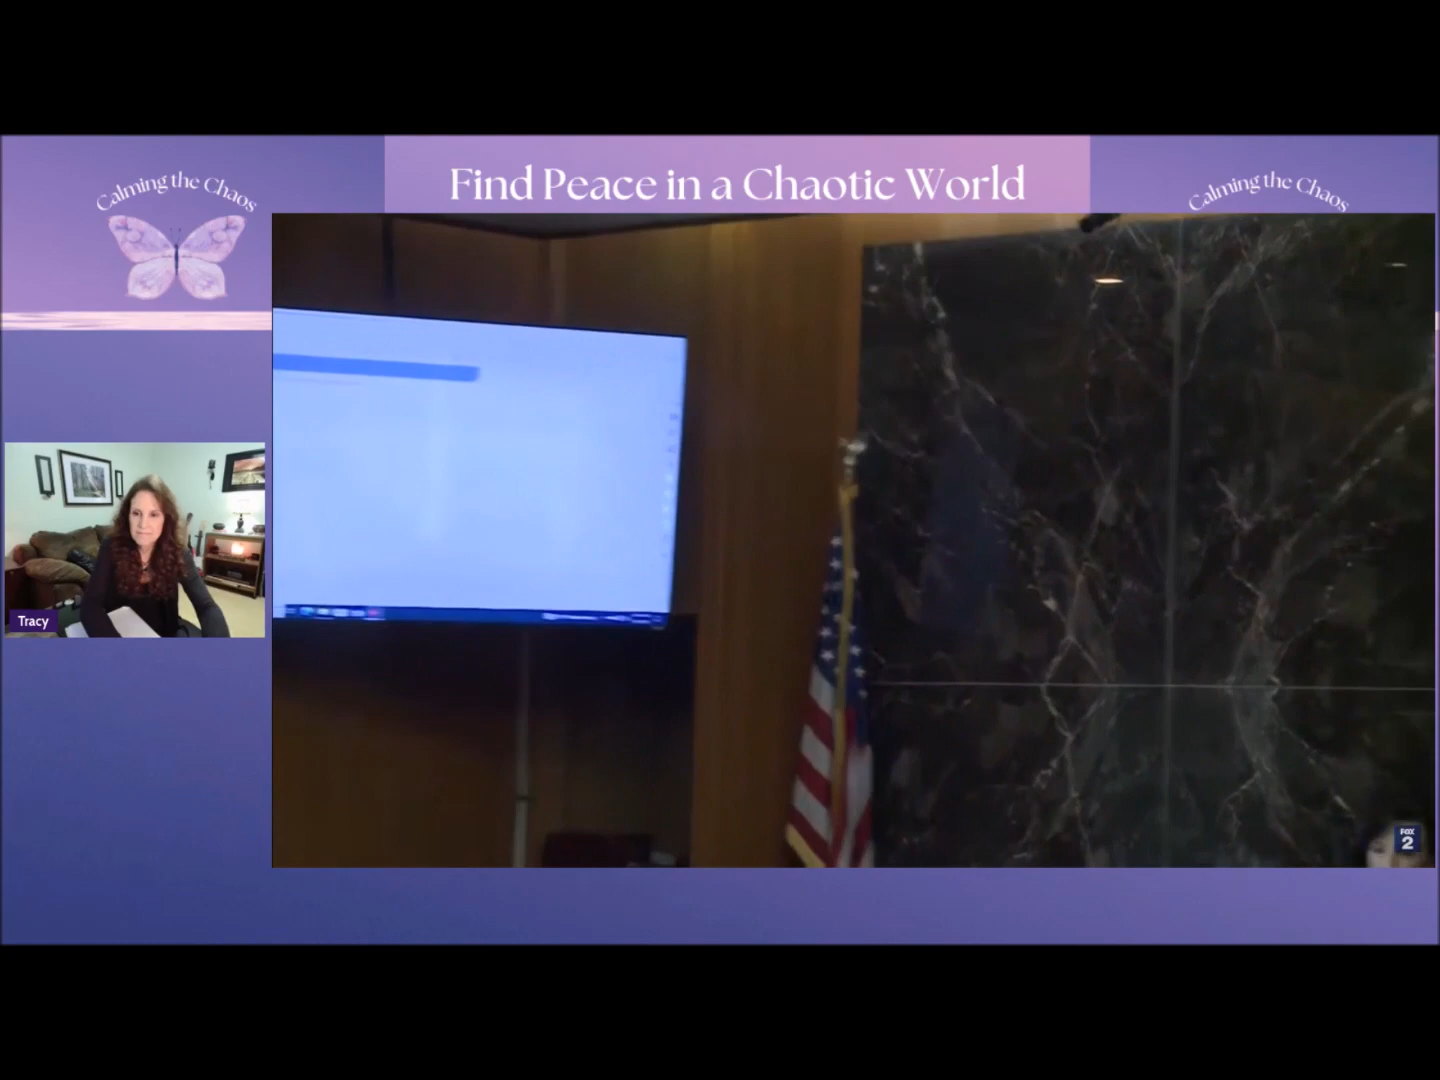 Calming the Chaos
Find Peace in a Chaotic World
Calming the Chaos
Tracy
FOX
2